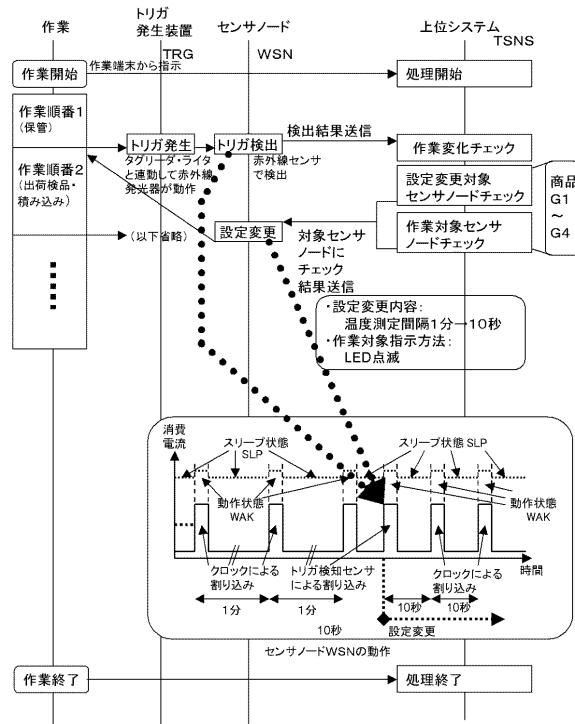 作業
トリガ
発生装置
TRG
センサノード
WSN
上位システム
TSNS
作業開始
作業端末から指示
処理開始
作業順番1
(保管)
トリガ発生
トリガ検出
検出結果送信
作業変化チェック
タグリーダ・ライタ
と連動して赤外線
発光器が動作
赤外線センサ
で検出
作業順番2
(出荷検品・
積み込み)
設定変更対象
センサノードチェック
商品
G1
～
G4
(以下省略)
設定変更
対象センサ
ノードに
チェック
結果送信
作業対象センサ
ノードチェック
・設定変更内容:
温度測定間隔1分→10秒
・作業対象指示方法:
LED点滅
消費
電流
スリープ状態
SLP
スリープ状態 SLP
動作状態
WAK
動作状態
WAK
クロックによる
割り込み
トリガ検知センサ
による割り込み
クロックによる
割り込み
時間
1分
1分
10秒
10秒
10秒
設定変更
センサノードWSNの動作
作業終了
処理終了